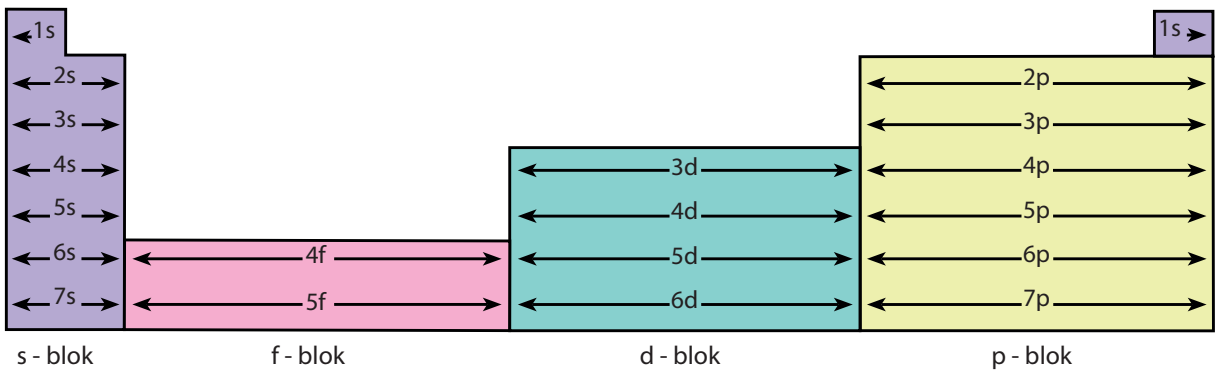 1s 1s
2s 2p
3s 3p
4s 3d 4p
5s 4d 5p
6s 4f 5d 6p
7s 5f 6d 7p
s - blok f - blok d - blok p - blok